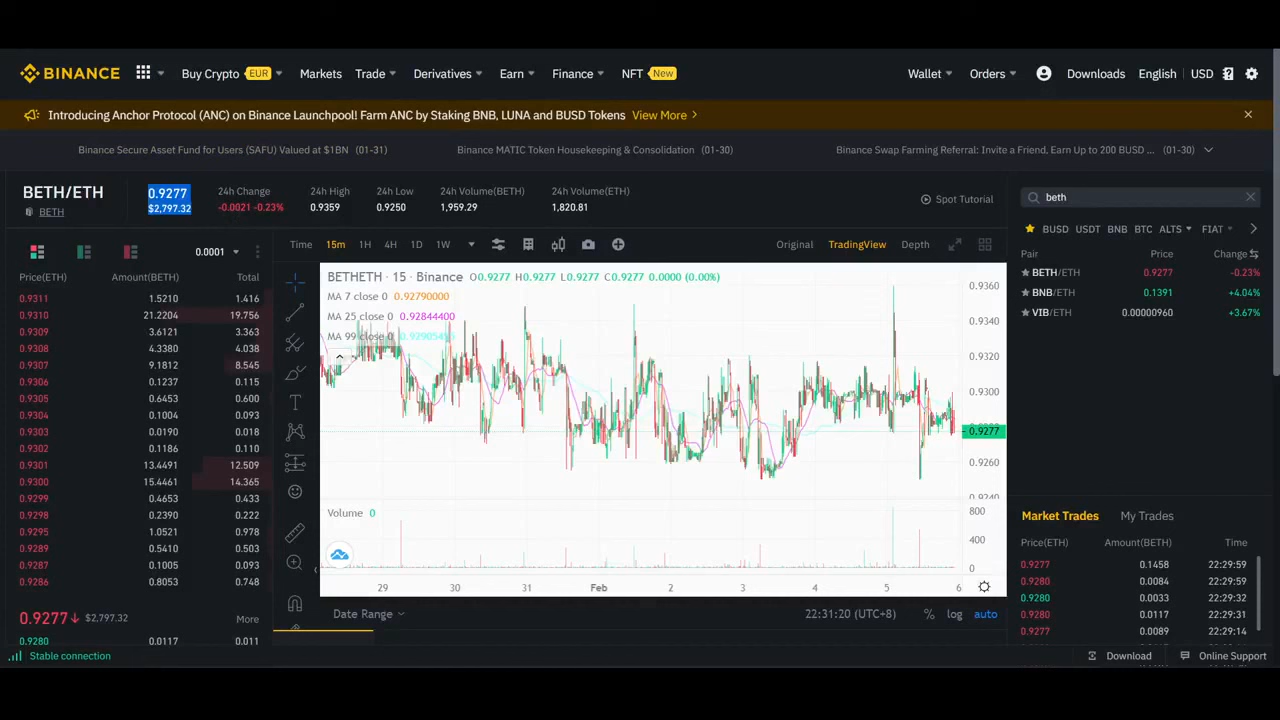 BINANCE Buy Crypto EUR Markets Trade Derivatives Earn Finance NFT New Wallet Orders Downloads English USD
Introducing Anchor Protocol (ANC) on Binance Launchpool! Farm ANC by Staking BNB, LUNA and BUSD Tokens View More
Binance Secure Asset Fund for Users (SAFU) Valued at $1BN (01-31) Binance MATIC Token Housekeeping & Consolidation (01-30) Binance Swap Farming Referral: Invite a Friend, Earn Up to 200 BUSD ... (01-30)
BETH/ETH
BETH
0.9277
$2,797.32
24h Change
-0.0021 -0.23%
24h High
0.9359
24h Low
0.9250
24h Volume(BETH)
1,959.29
24h Volume(ETH)
1,820.81
Spot Tutorial
0.0001
Price(ETH) Amount(BETH) Total
0.9311 1.5210 1.416
0.9310 21.2204 19.756
0.9309 3.6121 3.363
0.9308 4.3380 4.038
0.9307 9.1812 8.545
0.9306 0.1237 0.115
0.9305 0.6453 0.600
0.9304 0.1004 0.093
0.9303 0.0190 0.018
0.9302 0.1186 0.110
0.9301 13.4491 12.509
0.9300 15.4461 14.365
0.9299 0.4653 0.433
0.9298 0.2390 0.222
0.9295 1.0521 0.978
0.9289 0.5410 0.503
0.9287 0.1005 0.093
0.9286 0.8053 0.748
0.9277 $2,797.32 More
0.9280 0.0117 0.011
Time 15m 1H 4H 1D 1W Original TradingView Depth
BETHETH · 15 · Binance O0.9277 H0.9277 L0.9277 C0.9277 0.0000 (0.00%)
MA 7 close 0 0.92790000
MA 25 close 0 0.92844400
MA 99 close 0
0.9360
0.9340
0.9320
0.9300
0.9277
0.9260
0.9240
Volume 0
800
400
0
29 30 31 Feb 2 3 4 5 6
Date Range 22:31:20 (UTC+8) % log auto
beth
BUSD USDT BNB BTC ALTS FIAT
Pair Price Change
BETH/ETH 0.9277 -0.23%
BNB/ETH 0.1391 +4.04%
VIB/ETH 0.00000960 +3.67%
Market Trades My Trades
Price(ETH) Amount(BETH) Time
0.9277 0.1458 22:29:59
0.9280 0.0084 22:29:59
0.9280 0.0033 22:29:32
0.9280 0.0117 22:29:31
0.9277 0.0089 22:29:14
Stable connection Download Online Support